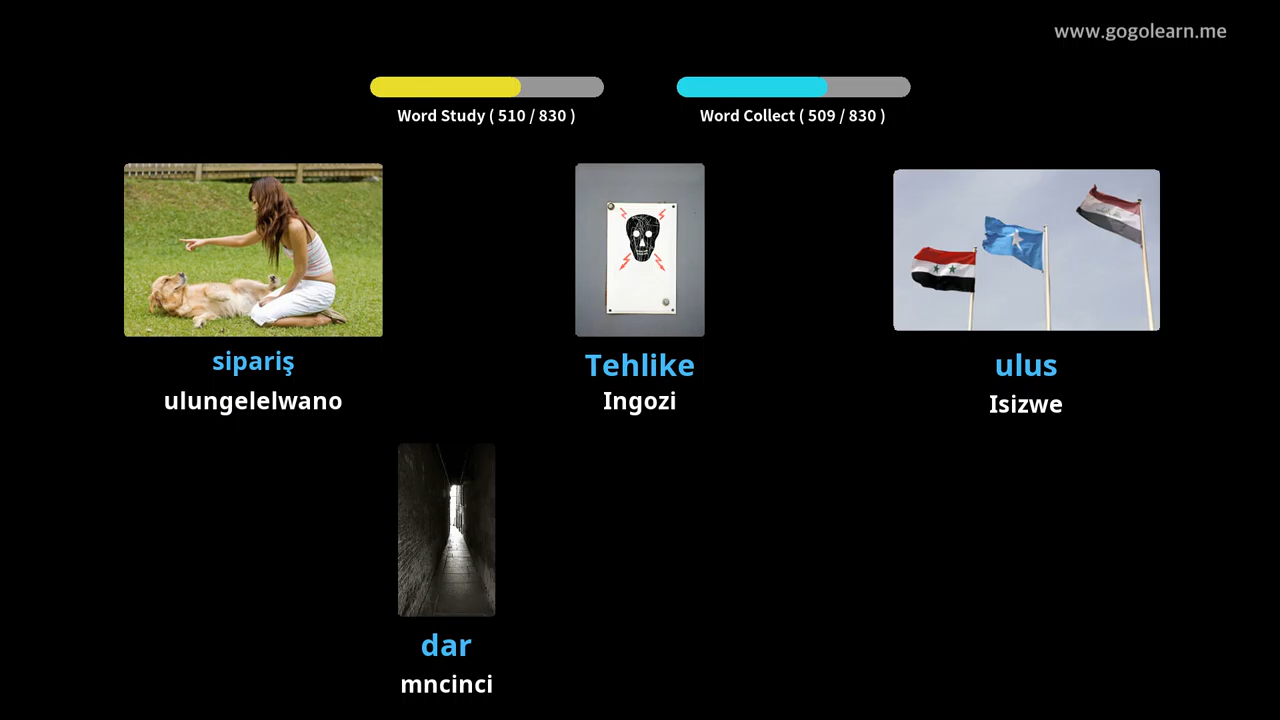 www.gogolearn.me
Word Study ( 510 / 830 )
Word Collect ( 509 / 830 )
sipariş
ulungelelwano
Tehlike
Ingozi
ulus
Isizwe
dar
mncinci